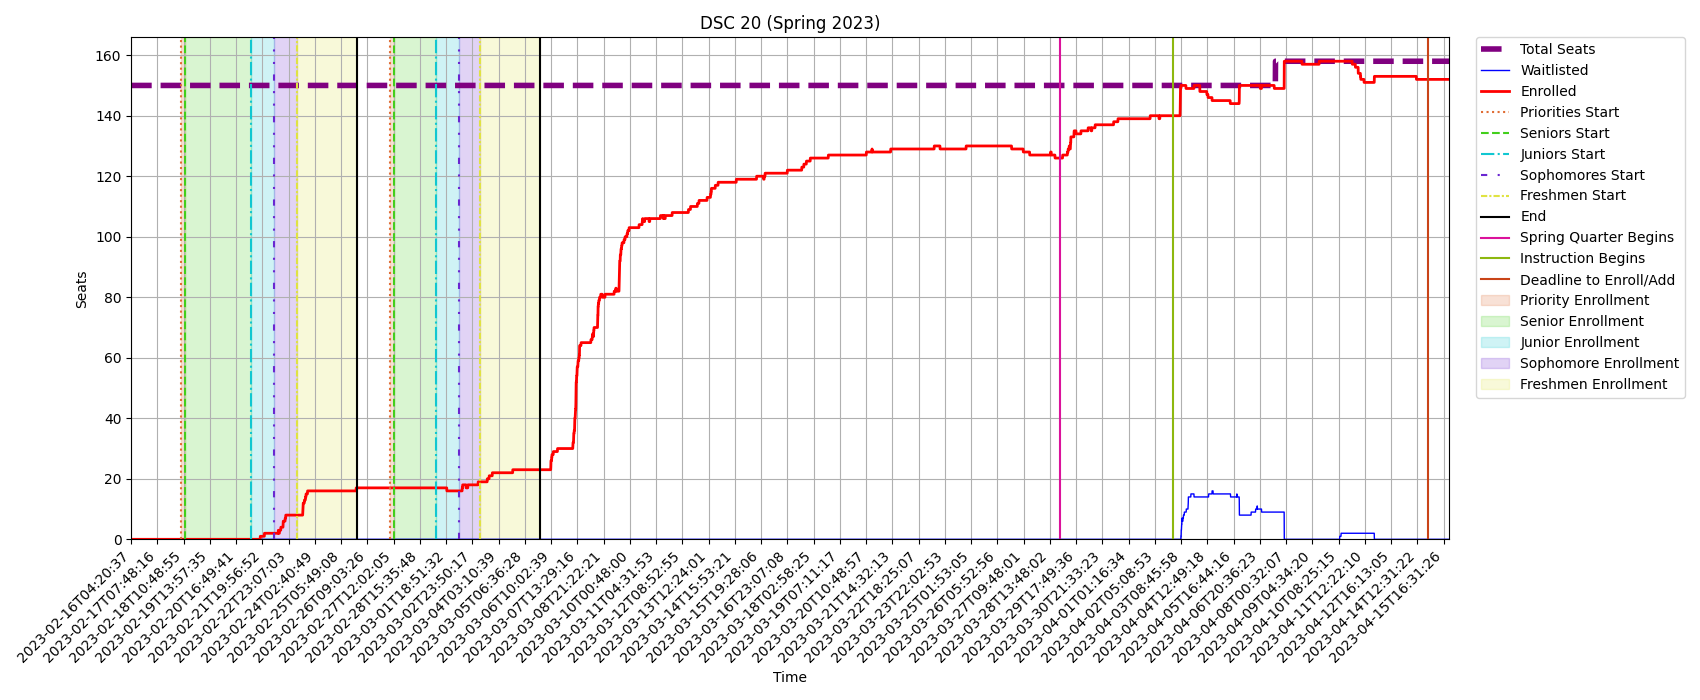 DSC 20 (Spring 2023)
Seats
160
140
120
100
80
60
40
20
0
2023-02-16T04:20:37
2023-02-17T07:48:16
2023-02-18T10:48:55
2023-02-19T13:57:35
2023-02-20T16:49:41
2023-02-21T19:56:52
2023-02-22T23:07:03
2023-02-24T02:40:49
2023-02-25T05:49:08
2023-02-26T09:03:26
2023-02-27T12:02:05
2023-02-28T15:35:48
2023-03-01T18:51:32
2023-03-02T23:50:17
2023-03-04T03:10:39
2023-03-05T06:36:28
2023-03-06T10:02:39
2023-03-07T13:29:16
2023-03-08T21:22:21
2023-03-10T00:48:00
2023-03-11T04:31:53
2023-03-12T08:52:55
2023-03-13T12:24:01
2023-03-14T15:53:21
2023-03-15T19:28:06
2023-03-16T23:07:08
2023-03-18T02:58:25
2023-03-19T07:11:17
2023-03-20T10:48:57
2023-03-21T14:32:13
2023-03-22T18:25:07
2023-03-23T22:02:53
2023-03-25T01:53:05
2023-03-26T05:52:56
2023-03-27T09:48:01
2023-03-28T13:48:02
2023-03-29T17:49:36
2023-03-30T21:33:23
2023-04-01T01:16:34
2023-04-02T05:08:53
2023-04-03T08:45:58
2023-04-04T12:49:18
2023-04-05T16:44:16
2023-04-06T20:36:23
2023-04-08T00:32:07
2023-04-09T04:34:20
2023-04-10T08:25:15
2023-04-11T12:22:10
2023-04-12T16:13:05
2023-04-14T12:31:22
2023-04-15T16:31:26
Time
Total Seats
Waitlisted
Enrolled
Priorities Start
Seniors Start
Juniors Start
Sophomores Start
Freshmen Start
End
Spring Quarter Begins
Instruction Begins
Deadline to Enroll/Add
Priority Enrollment
Senior Enrollment
Junior Enrollment
Sophomore Enrollment
Freshmen Enrollment